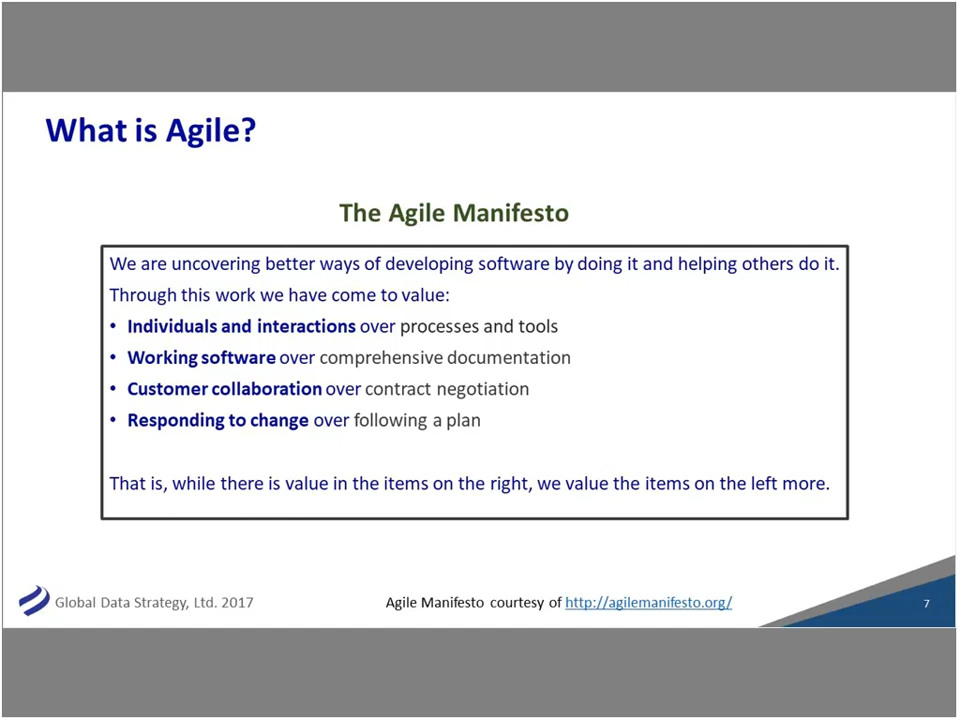 What is Agile?
The Agile Manifesto
We are uncovering better ways of developing software by doing it and helping others do it.
Through this work we have come to value:
• Individuals and interactions over processes and tools
• Working software over comprehensive documentation
• Customer collaboration over contract negotiation
• Responding to change over following a plan
That is, while there is value in the items on the right, we value the items on the left more.
Global Data Strategy, Ltd. 2017
Agile Manifesto courtesy of http://agilemanifesto.org/
7